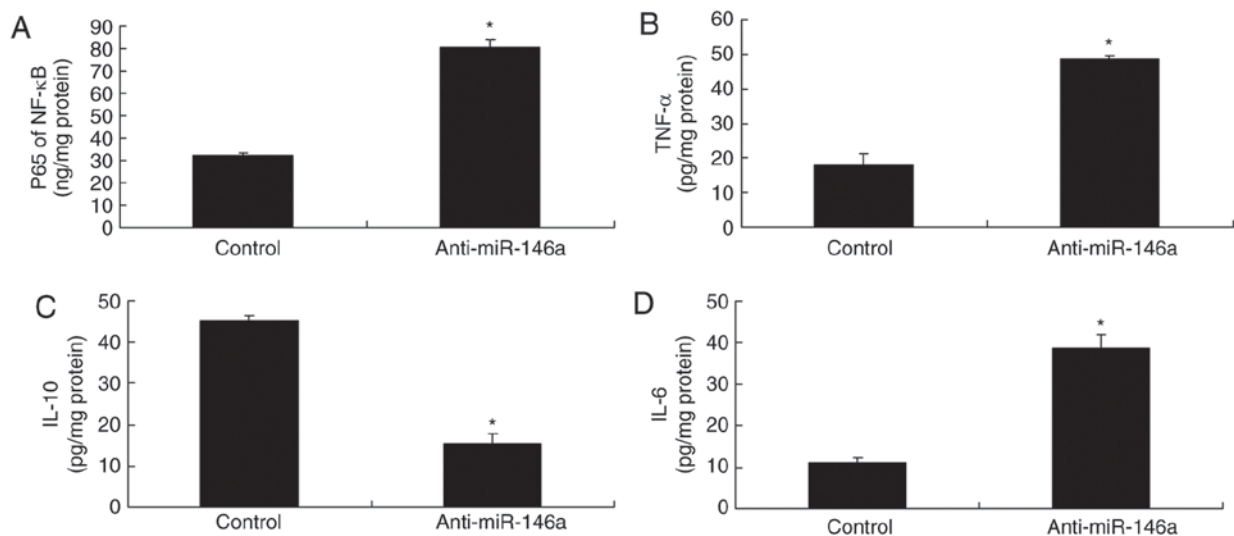 A
P65 of NF-κB
(ng/mg protein)
90
80
70
60
50
40
30
20
10
0
*
Control
Anti-miR-146a
B
TNF-α
(pg/mg protein)
60
50
40
30
20
10
0
*
Control
Anti-miR-146a
C
IL-10
(pg/mg protein)
50
40
30
20
10
0
*
Control
Anti-miR-146a
D
IL-6
(pg/mg protein)
50
40
30
20
10
0
*
Control
Anti-miR-146a